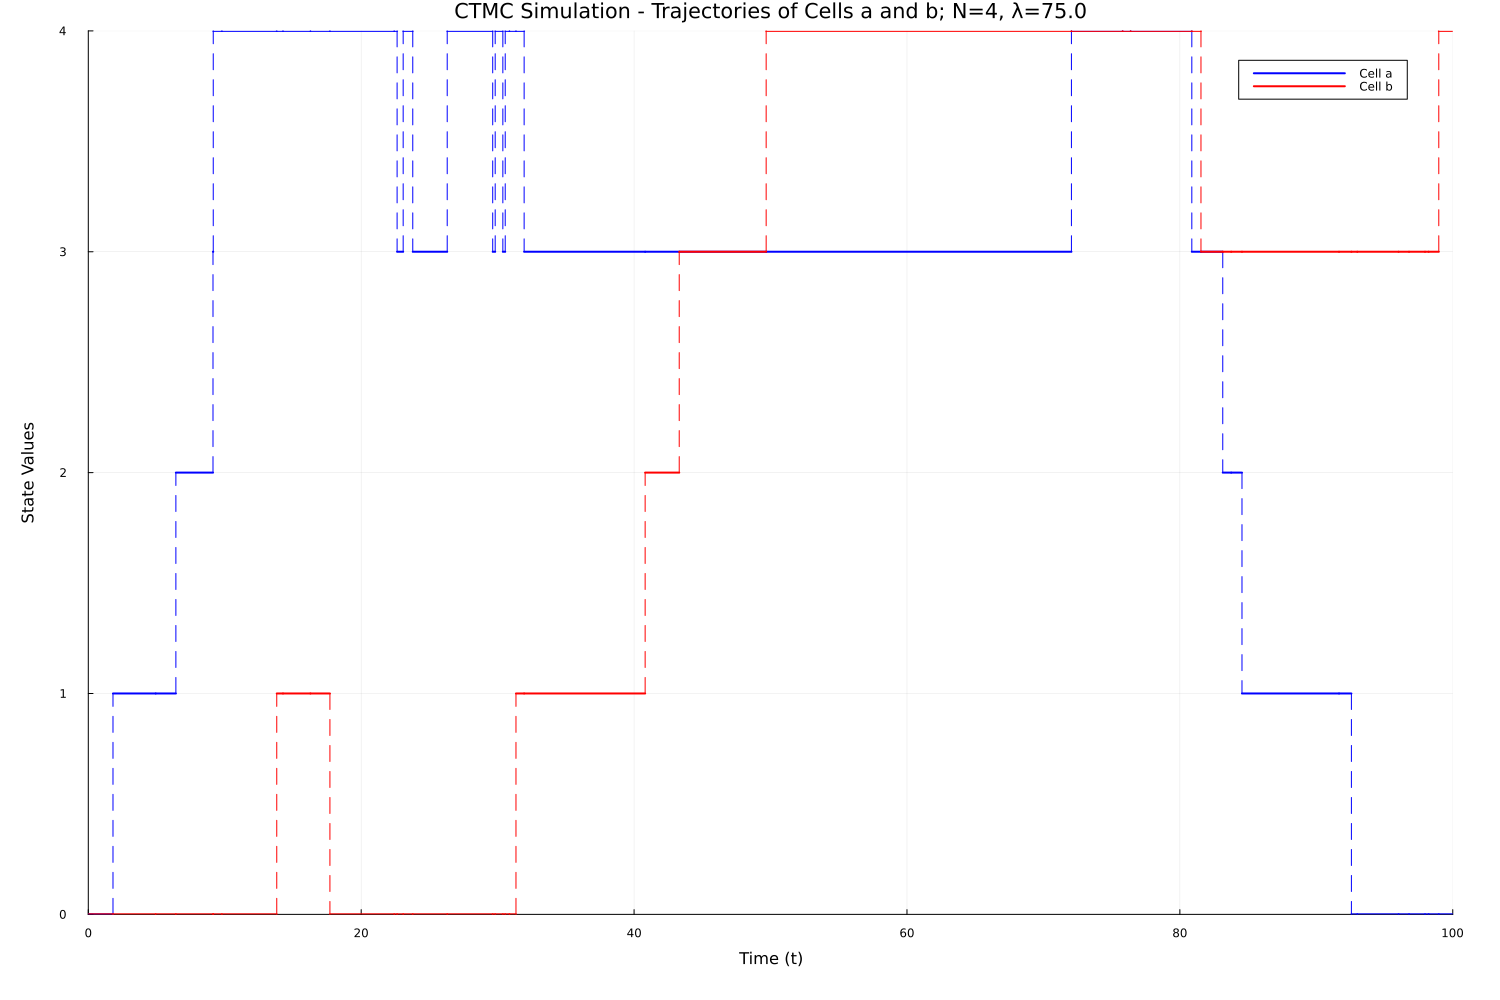 CTMC Simulation - Trajectories of Cells a and b; N=4, λ=75.0
4
Cell a
Cell b
3
State Values
2
1
0
0 20 40 60 80 100
Time (t)